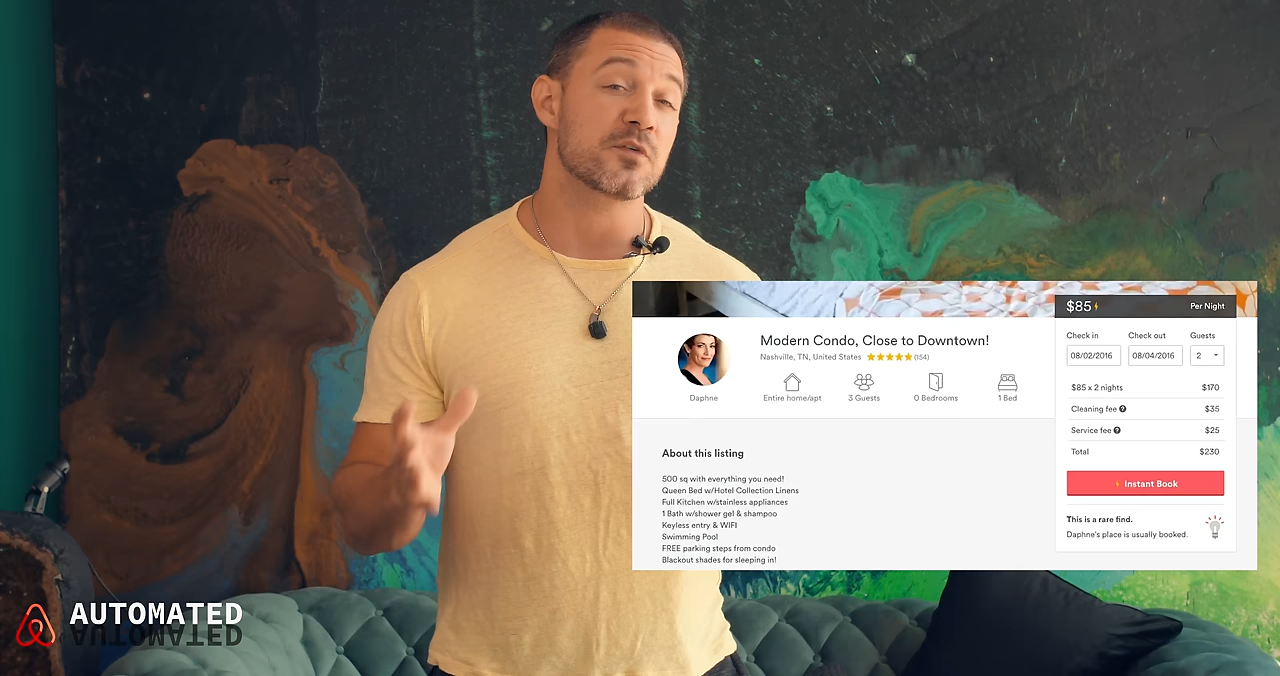 $85 Per Night
Modern Condo, Close to Downtown!
Nashville, TN, United States (154)
Daphne
Entire home/apt
3 Guests
0 Bedrooms
1 Bed
Check in Check out Guests
08/02/2016 08/04/2016 2
$85 x 2 nights $170
Cleaning fee ? $35
Service fee ? $25
Total $230
Instant Book
This is a rare find.
Daphne's place is usually booked.
About this listing
500 sq with everything you need!
Queen Bed w/Hotel Collection Linens
Full Kitchen w/stainless appliances
1 Bath w/shower gel & shampoo
Keyless entry & WIFI
Swimming Pool
FREE parking steps from condo
Blackout shades for sleeping in!
AUTOMATED
AUTOMATED